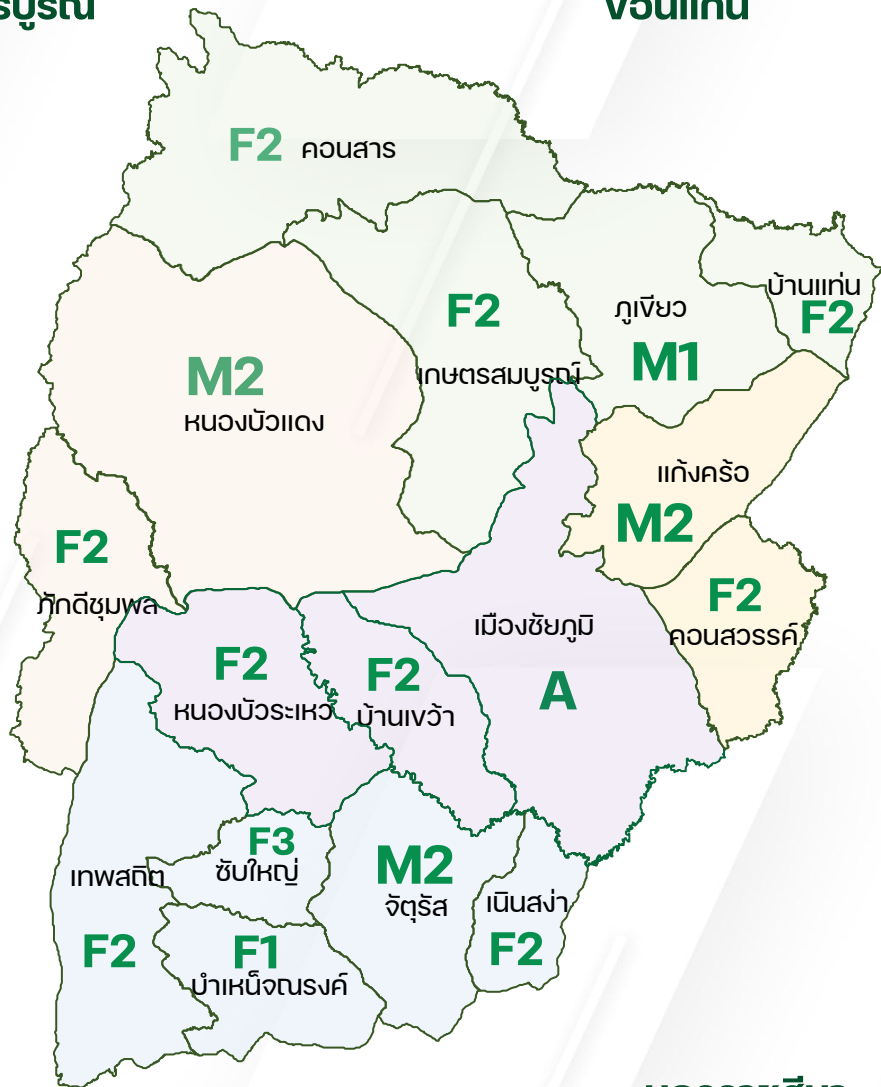 ขอนแก่น
F2 คอนสาร
F2
เกษตรสมบูรณ์
ภูเขียว
M1
บ้านแท่น
F2
M2
หนองบัวแดง
แก้งคร้อ
M2
F2
ภักดีชุมพล
F2
คอนสวรรค์
เมืองชัยภูมิ
A
F2
หนองบัวระเหว
F2
บ้านเขว้า
F3
ซับใหญ่
M2
จัตุรัส
เทพสถิต
F2
เนินสง่า
F2
F1
บำเหน็จณรงค์